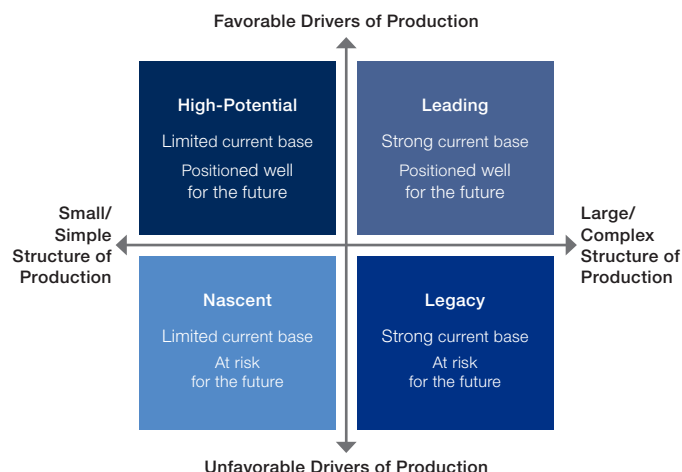 Favorable Drivers of Production
High-Potential
Limited current base
Positioned well
for the future
Leading
Strong current base
Positioned well
for the future
Small/
Simple
Structure of
Production
Large/
Complex
Structure of
Production
Nascent
Limited current base
At risk
for the future
Legacy
Strong current base
At risk
for the future
Unfavorable Drivers of Production